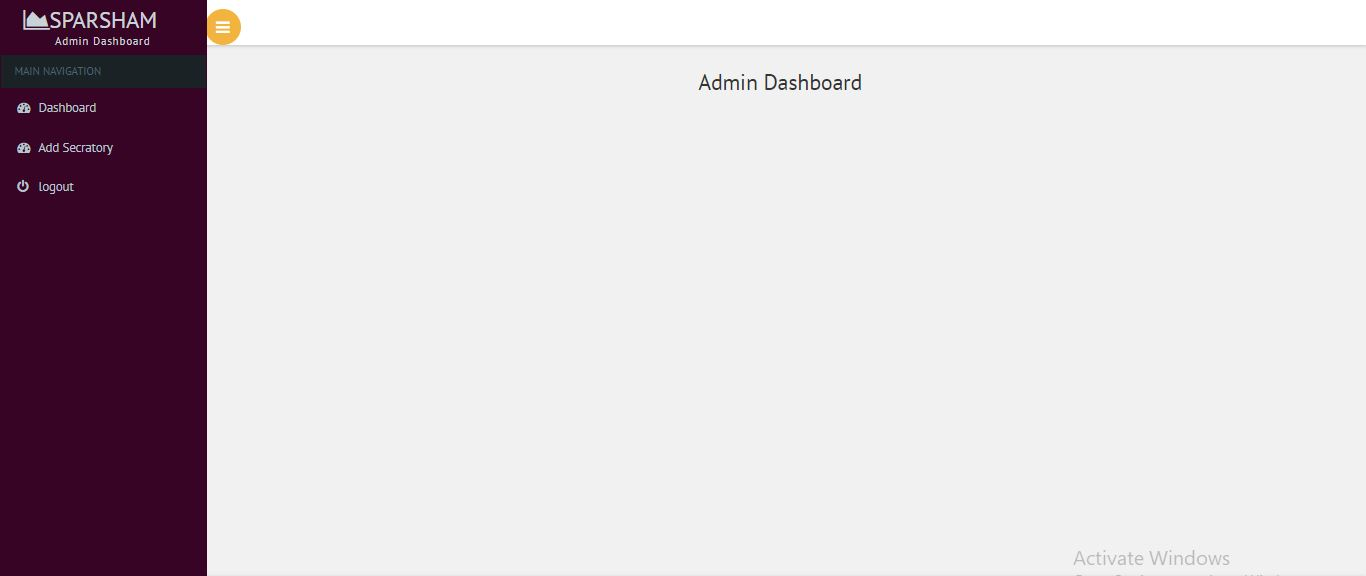 SPARSHAM
Admin Dashboard
MAIN NAVIGATION
Dashboard
Add Secratory
logout
Admin Dashboard
Activate Windows